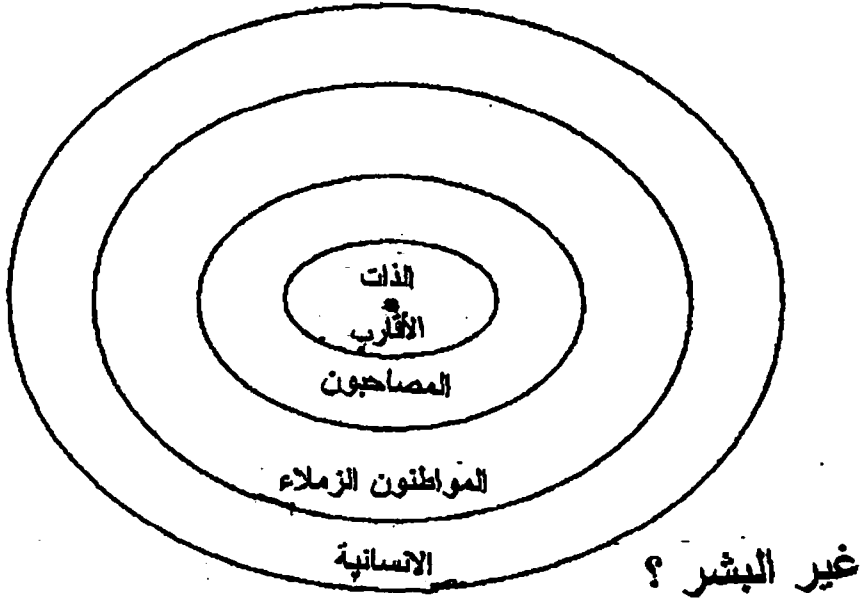 الذات
الأقارب
المصاحبون
المواطنون الزملاء
الانسانية
غير البشر ؟